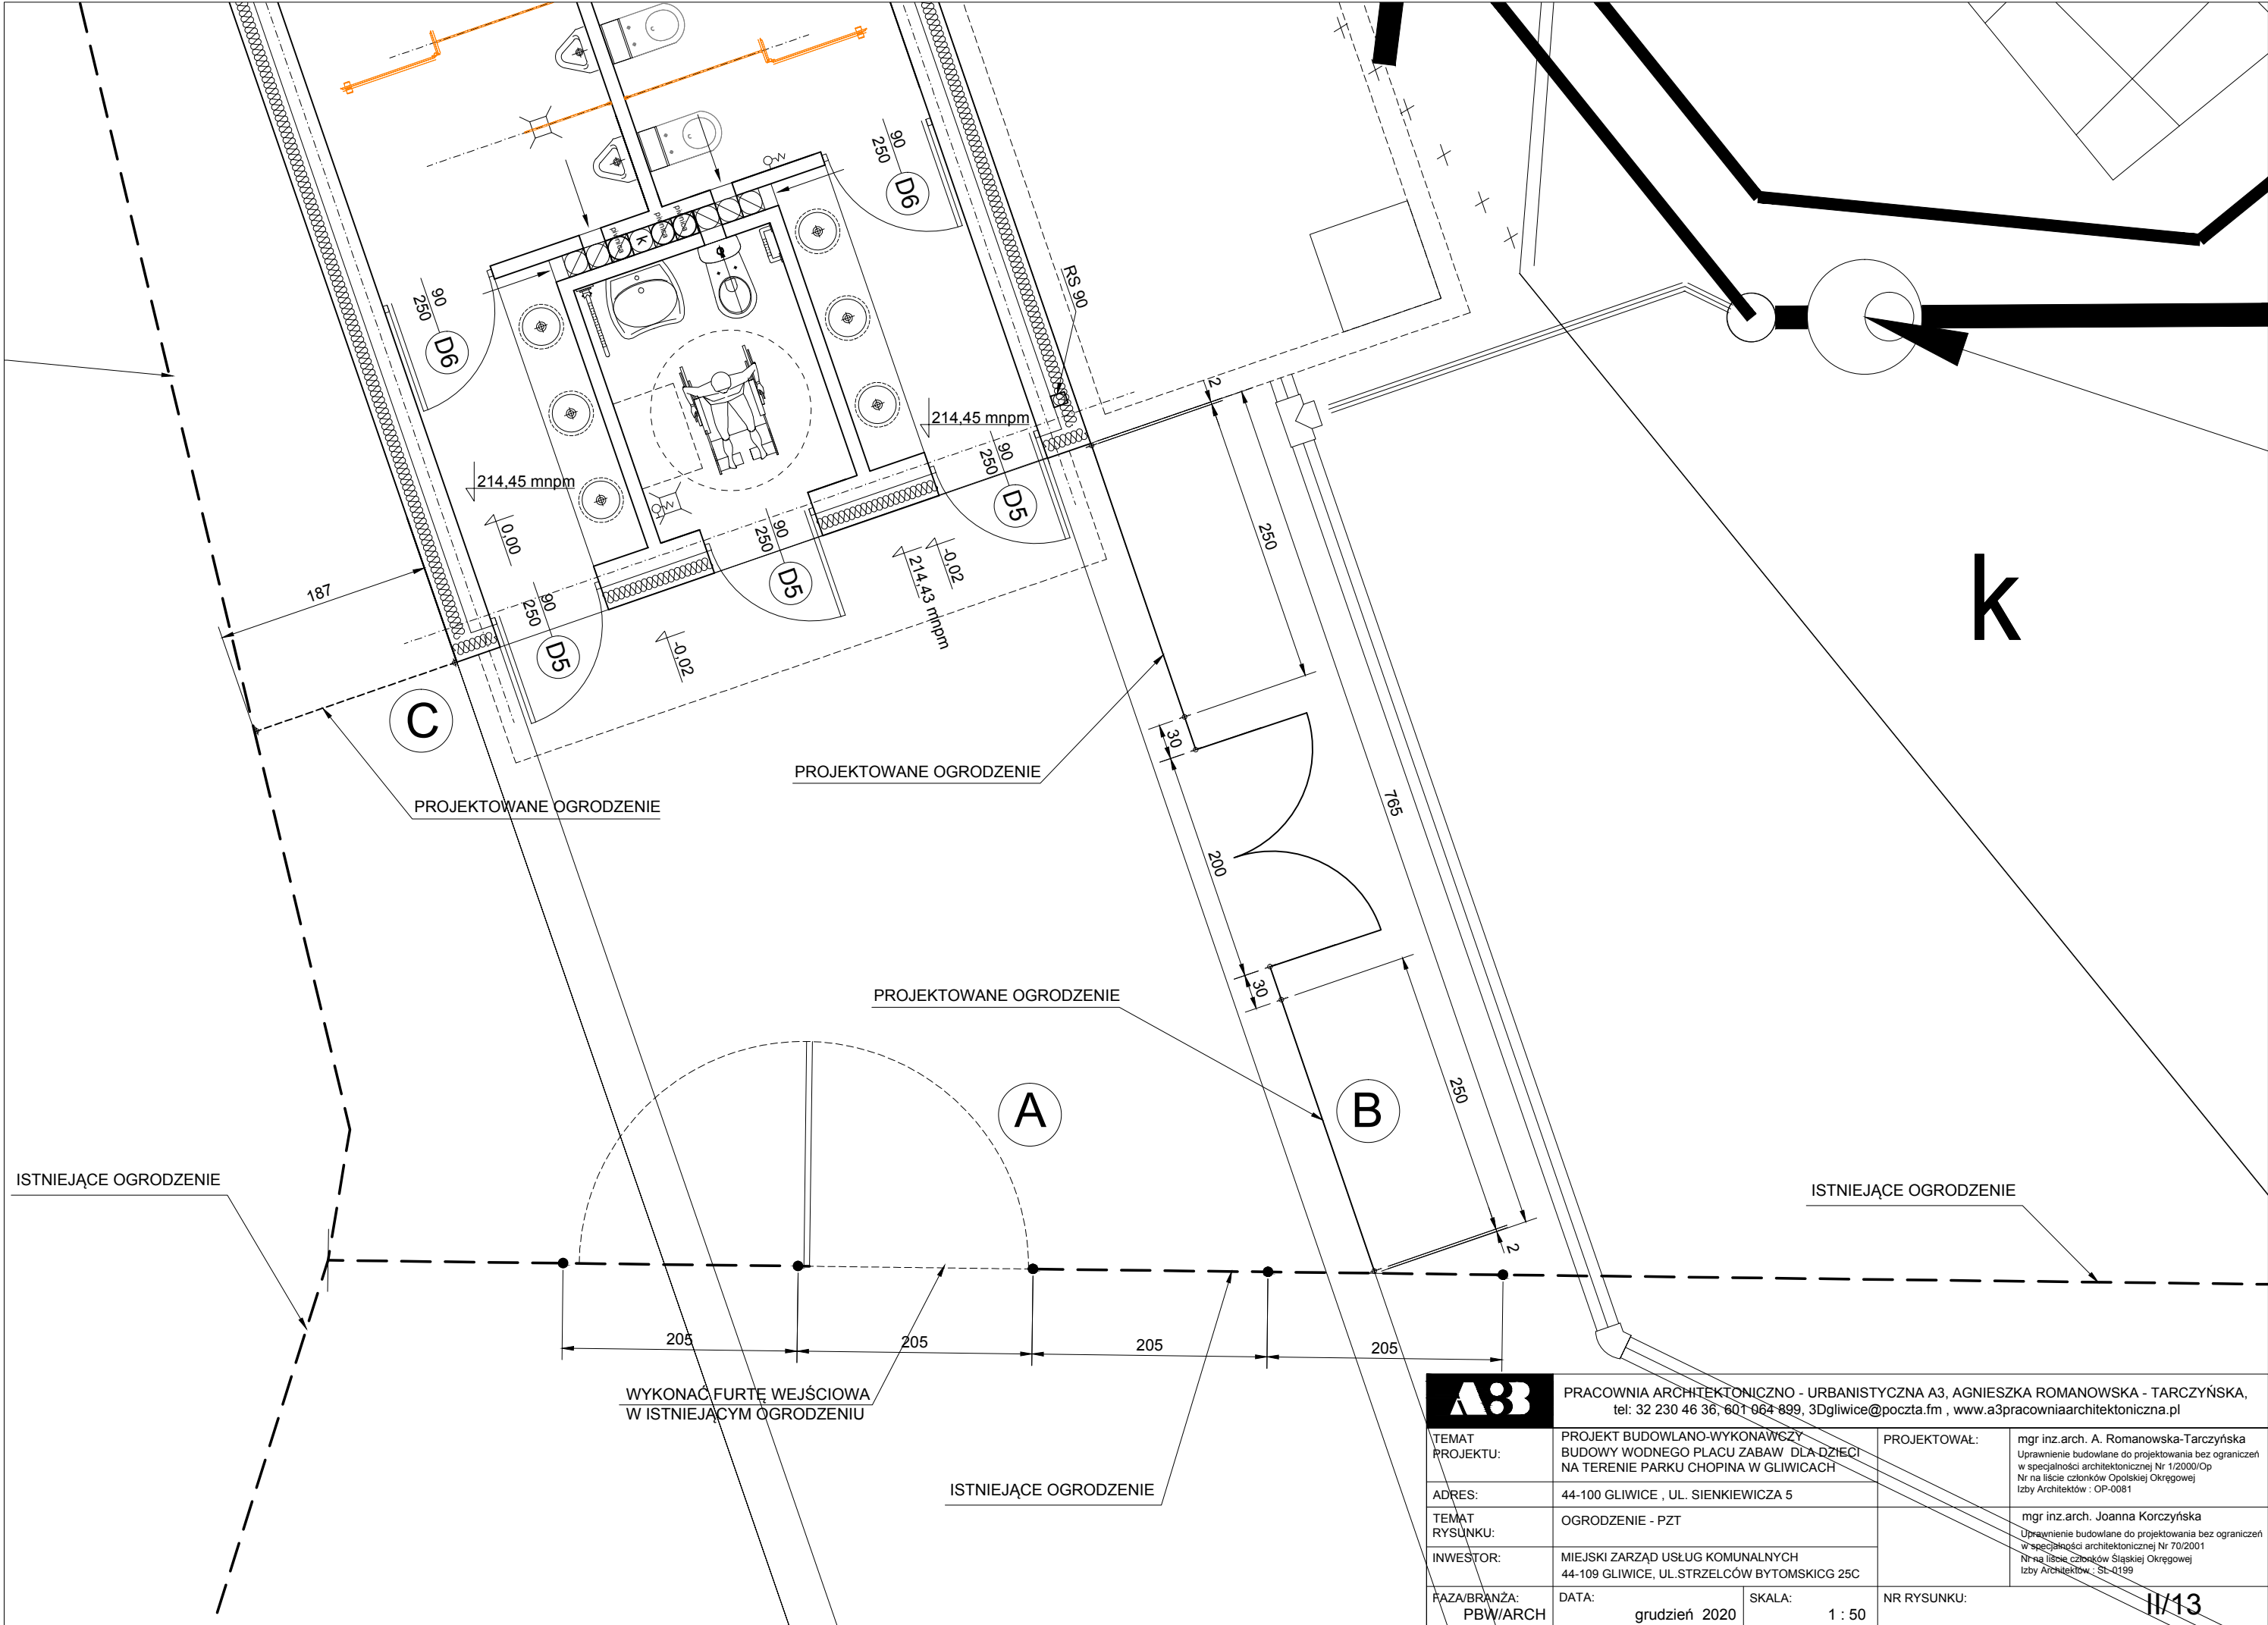 90
250
D6
płomba
k
płomba
płomba
RS 90
90
250
D6
2
214,45 mnpm
90
250
D5
214,45 mnpm
0,00
90
250
D5
-0,02
214,43 mnpm
250
k
187
90
250
D5
-0,02
C
30
PROJEKTOWANE OGRODZENIE
PROJEKTOWANE OGRODZENIE
765
200
PROJEKTOWANE OGRODZENIE
30
A
B
250
ISTNIEJĄCE OGRODZENIE
ISTNIEJĄCE OGRODZENIE
2
205
205
205
205
WYKONAĆ FURTĘ WEJŚCIOWA
W ISTNIEJĄCYM OGRODZENIU
ISTNIEJĄCE OGRODZENIE
PRACOWNIA ARCHITEKTONICZNO - URBANISTYCZNA A3, AGNIESZKA ROMANOWSKA - TARCZYŃSKA,
tel: 32 230 46 36, 601 064 899, 3Dgliwice@poczta.fm , www.a3pracowniaarchitektoniczna.pl
TEMAT
PROJEKTU:
PROJEKT BUDOWLANO-WYKONAWCZY
BUDOWY WODNEGO PLACU ZABAW DLA DZIECI
NA TERENIE PARKU CHOPINA W GLIWICACH
PROJEKTOWAŁ:
mgr inz.arch. A. Romanowska-Tarczyńska
Uprawnienie budowlane do projektowania bez ograniczeń
w specjalności architektonicznej Nr 1/2000/Op
Nr na liście członków Opolskiej Okręgowej
Izby Architektów : OP-0081
ADRES:
44-100 GLIWICE , UL. SIENKIEWICZA 5
TEMAT
RYSUNKU:
OGRODZENIE - PZT
mgr inz.arch. Joanna Korczyńska
Uprawnienie budowlane do projektowania bez ograniczeń
w specjalności architektonicznej Nr 70/2001
Nr na liście członków Śląskiej Okręgowej
Izby Architektów : SL-0199
INWESTOR:
MIEJSKI ZARZĄD USŁUG KOMUNALNYCH
44-109 GLIWICE, UL.STRZELCÓW BYTOMSKICG 25C
FAZA/BRANŻA:
PBW/ARCH
DATA:
grudzień 2020
SKALA:
1 : 50
NR RYSUNKU:
II/13